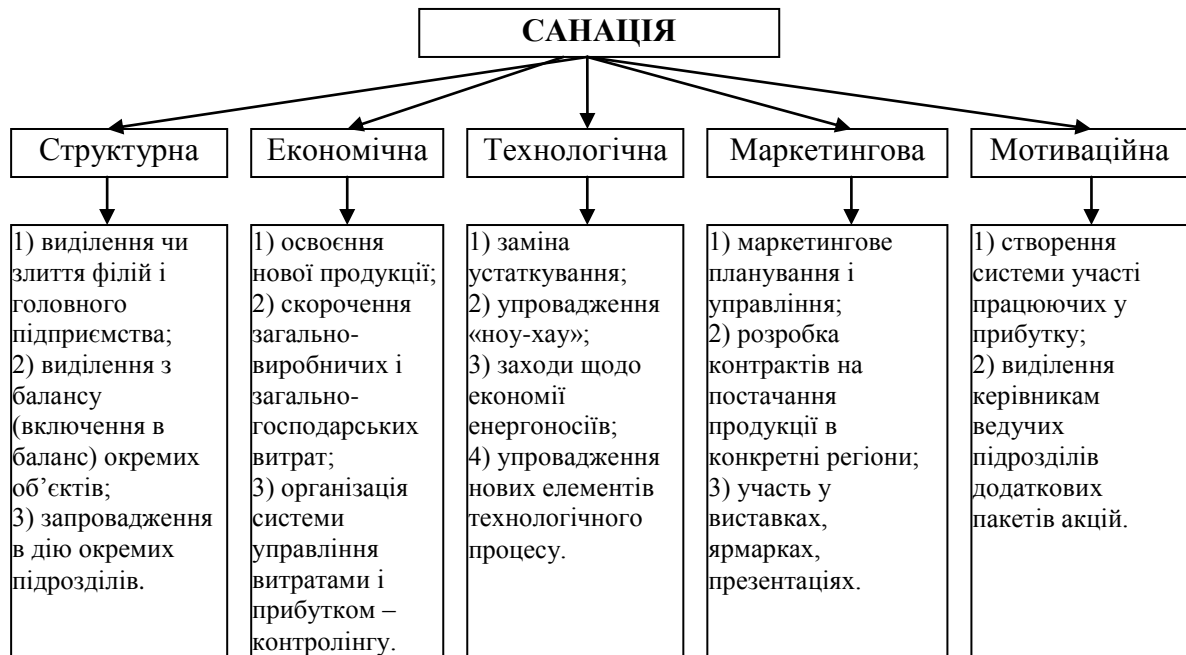 САНАЦІЯ
Структурна
Економічна
Технологічна
Маркетингова
Мотиваційна
1) виділення чи
злиття філій і
головного
підприємства;
2) виділення з
балансу
(включення в
баланс) окремих
об’єктів;
3) запровадження
в дію окремих
підрозділів.
1) освоєння
нової продукції;
2) скорочення
загально-
виробничих і
загально-
господарських
витрат;
3) організація
системи
управління
витратами і
прибутком –
контролінгу.
1) заміна
устаткування;
2) упровадження
«ноу-хау»;
3) заходи щодо
економії
енергоносіїв;
4) упровадження
нових елементів
технологічного
процесу.
1) маркетингове
планування і
управління;
2) розробка
контрактів на
постачання
продукції в
конкретні регіони;
3) участь у
виставках,
ярмарках,
презентаціях.
1) створення
системи участі
працюючих у
прибутку;
2) виділення
керівникам
ведучих
підрозділів
додаткових
пакетів акцій.